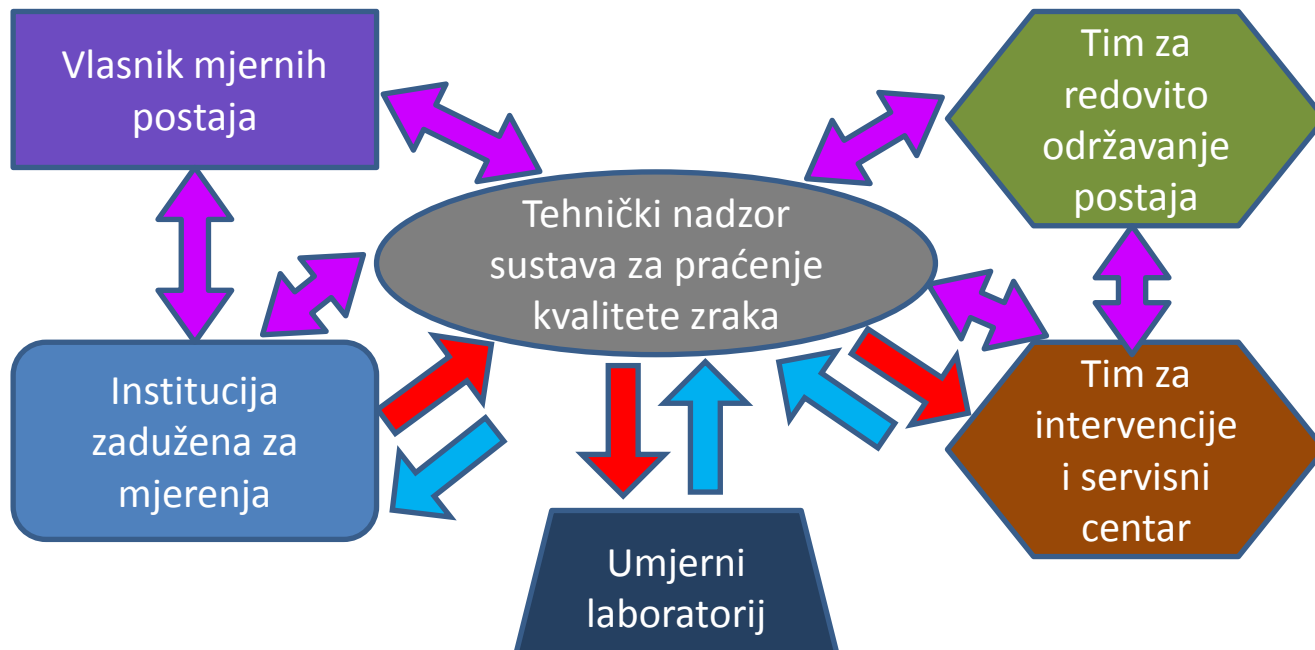 Vlasnik mjernih
postaja
Tim za
redovito
održavanje
postaja
Tehnički nadzor
sustava za praćenje
kvalitete zraka
Institucija
zadužena za
mjerenja
Tim za
intervencije
i servisni
centar
Umjerni
laboratorij